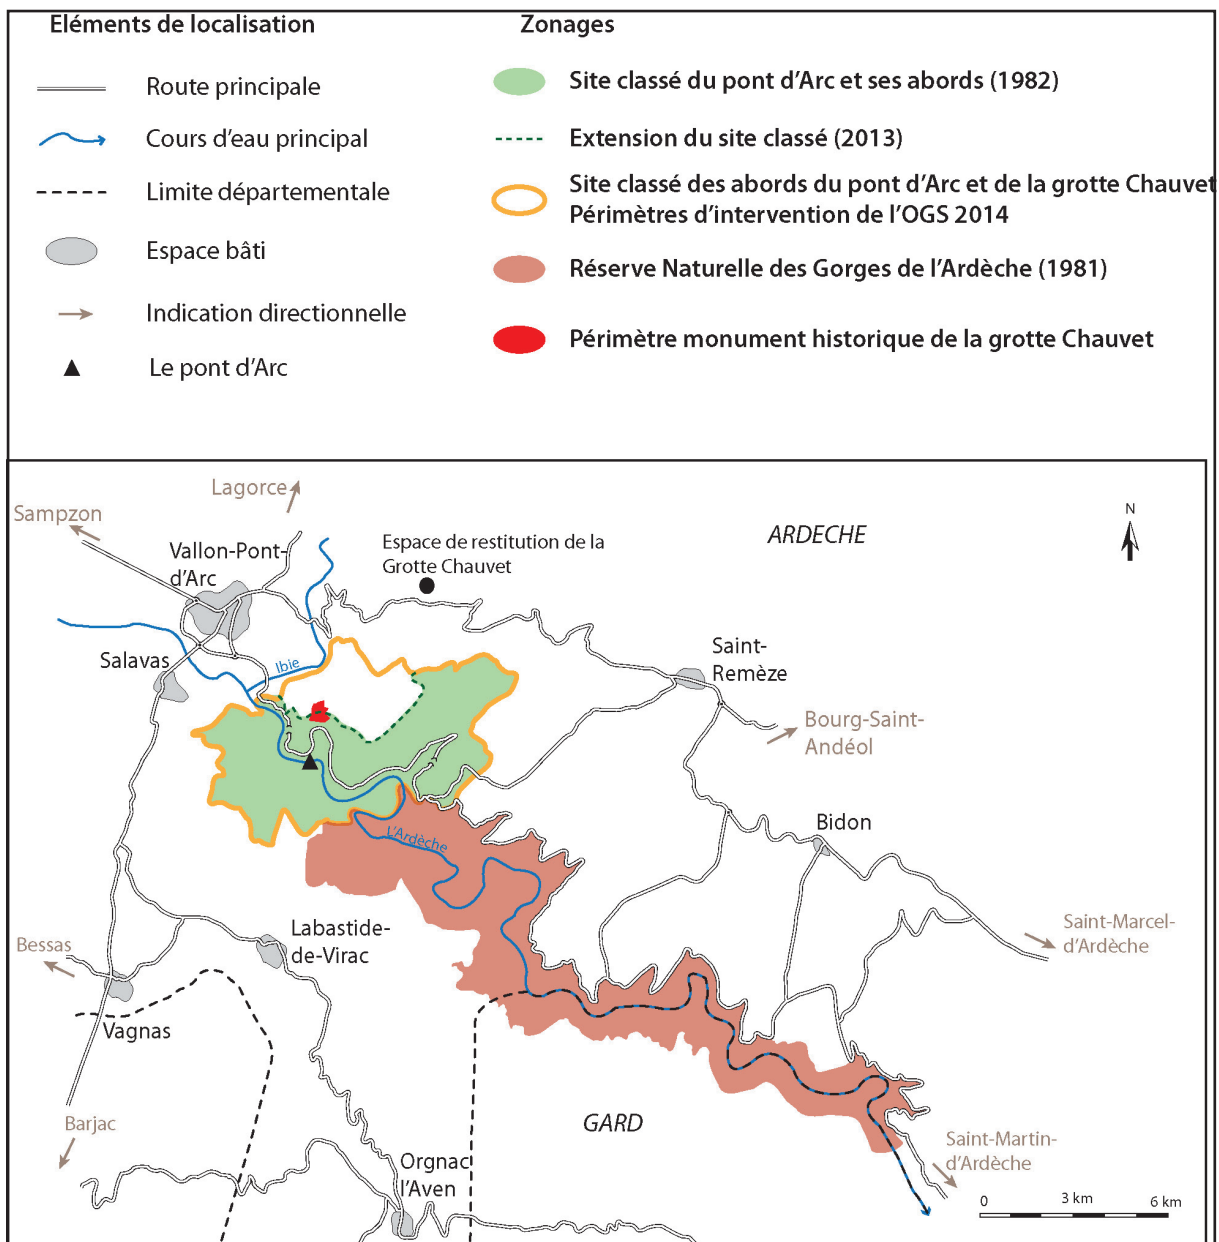 Eléments de localisation
Route principale
Cours d'eau principal
Limite départementale
Espace bâti
Indication directionnelle
Le pont d'Arc
Zonages
Site classé du pont d'Arc et ses abords (1982)
Extension du site classé (2013)
Site classé des abords du pont d'Arc et de la grotte Chauvet
Périmètres d'intervention de l'OGS 2014
Réserve Naturelle des Gorges de l'Ardèche (1981)
Périmètre monument historique de la grotte Chauvet
Lagorce
Sampzon
Vallon-Pont-
d'Arc
Espace de restitution de la
Grotte Chauvet
ARDECHE
N
Salavas
Ibie
Saint-
Remèze
Bourg-Saint-
Andéol
L'Ardèche
Bidon
Labastide-
de-Virac
Bessas
Vagnas
Saint-Marcel-
d'Ardèche
Barjac
GARD
Orgnac
l'Aven
Saint-Martin-
d'Ardèche
0 3 km 6 km